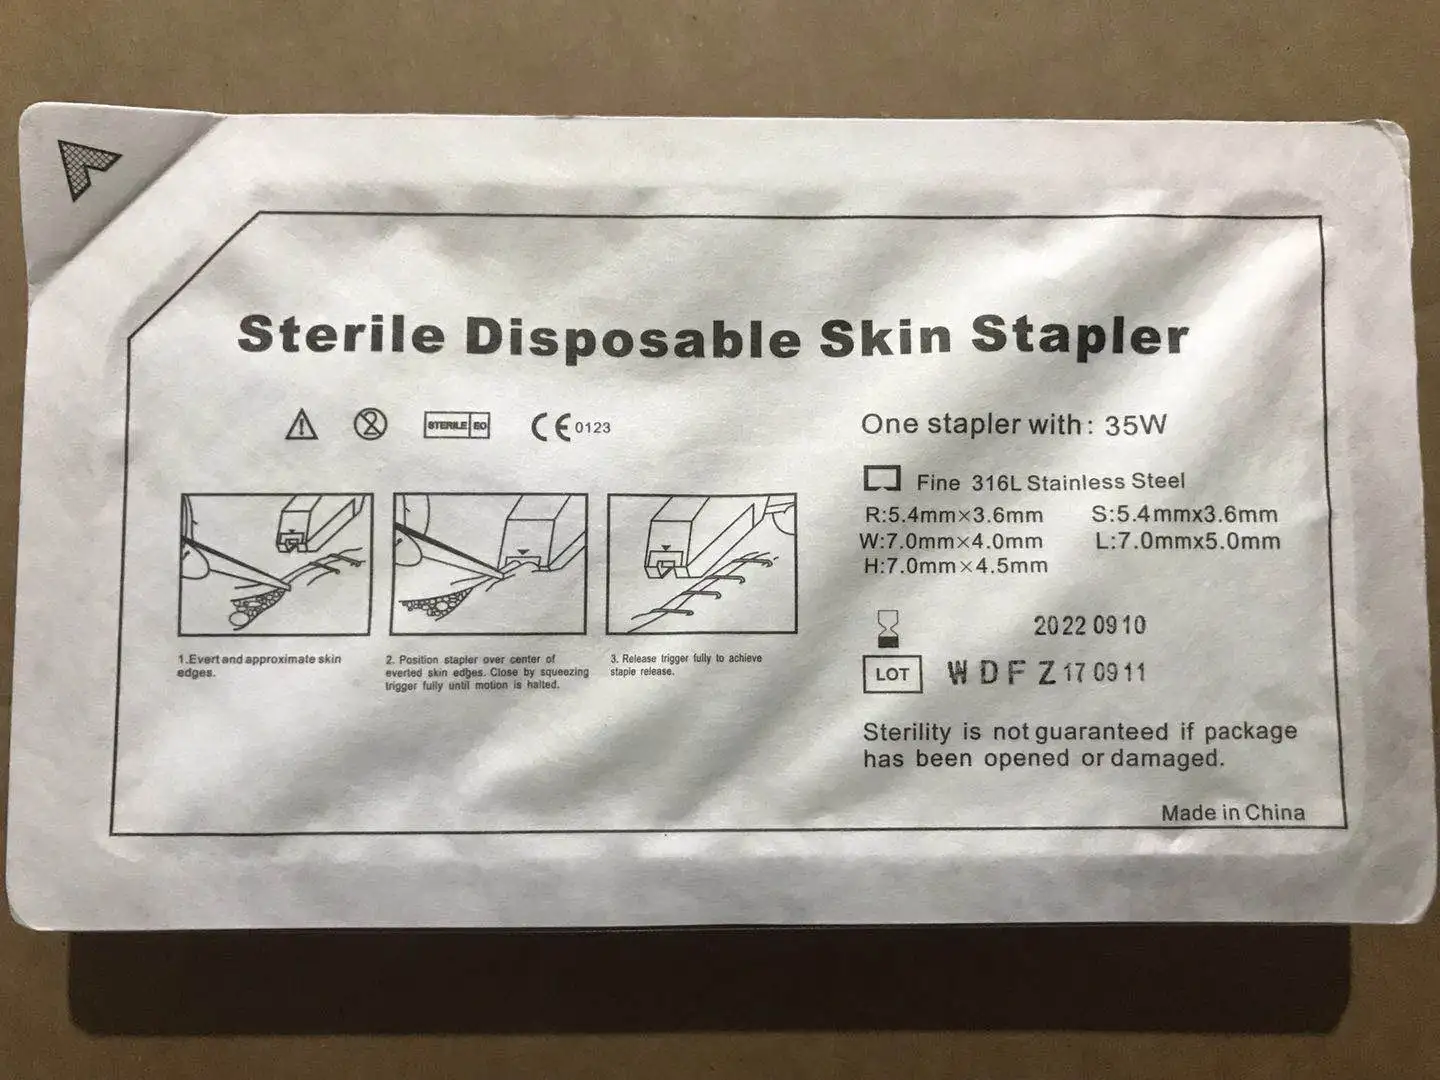 Sterile Disposable Skin Stapler
2
STERILE EO
CE 0123
One stapler with: 35W
Fine 316L Stainless Steel
R:5.4mm×3.6mm S:5.4mmx3.6mm
W:7.0mm×4.0mm L:7.0mmx5.0mm
H:7.0mm×4.5mm
1.Evert and approximate skin
edges.
2. Position stapler over center of
everted skin edges. Close by squeezing
trigger fully until motion is halted.
3. Release trigger fully to achieve
staple release.
2022 09 10
LOT WDFZ170911
Sterility is not guaranteed if package
has been opened or damaged.
Made in China